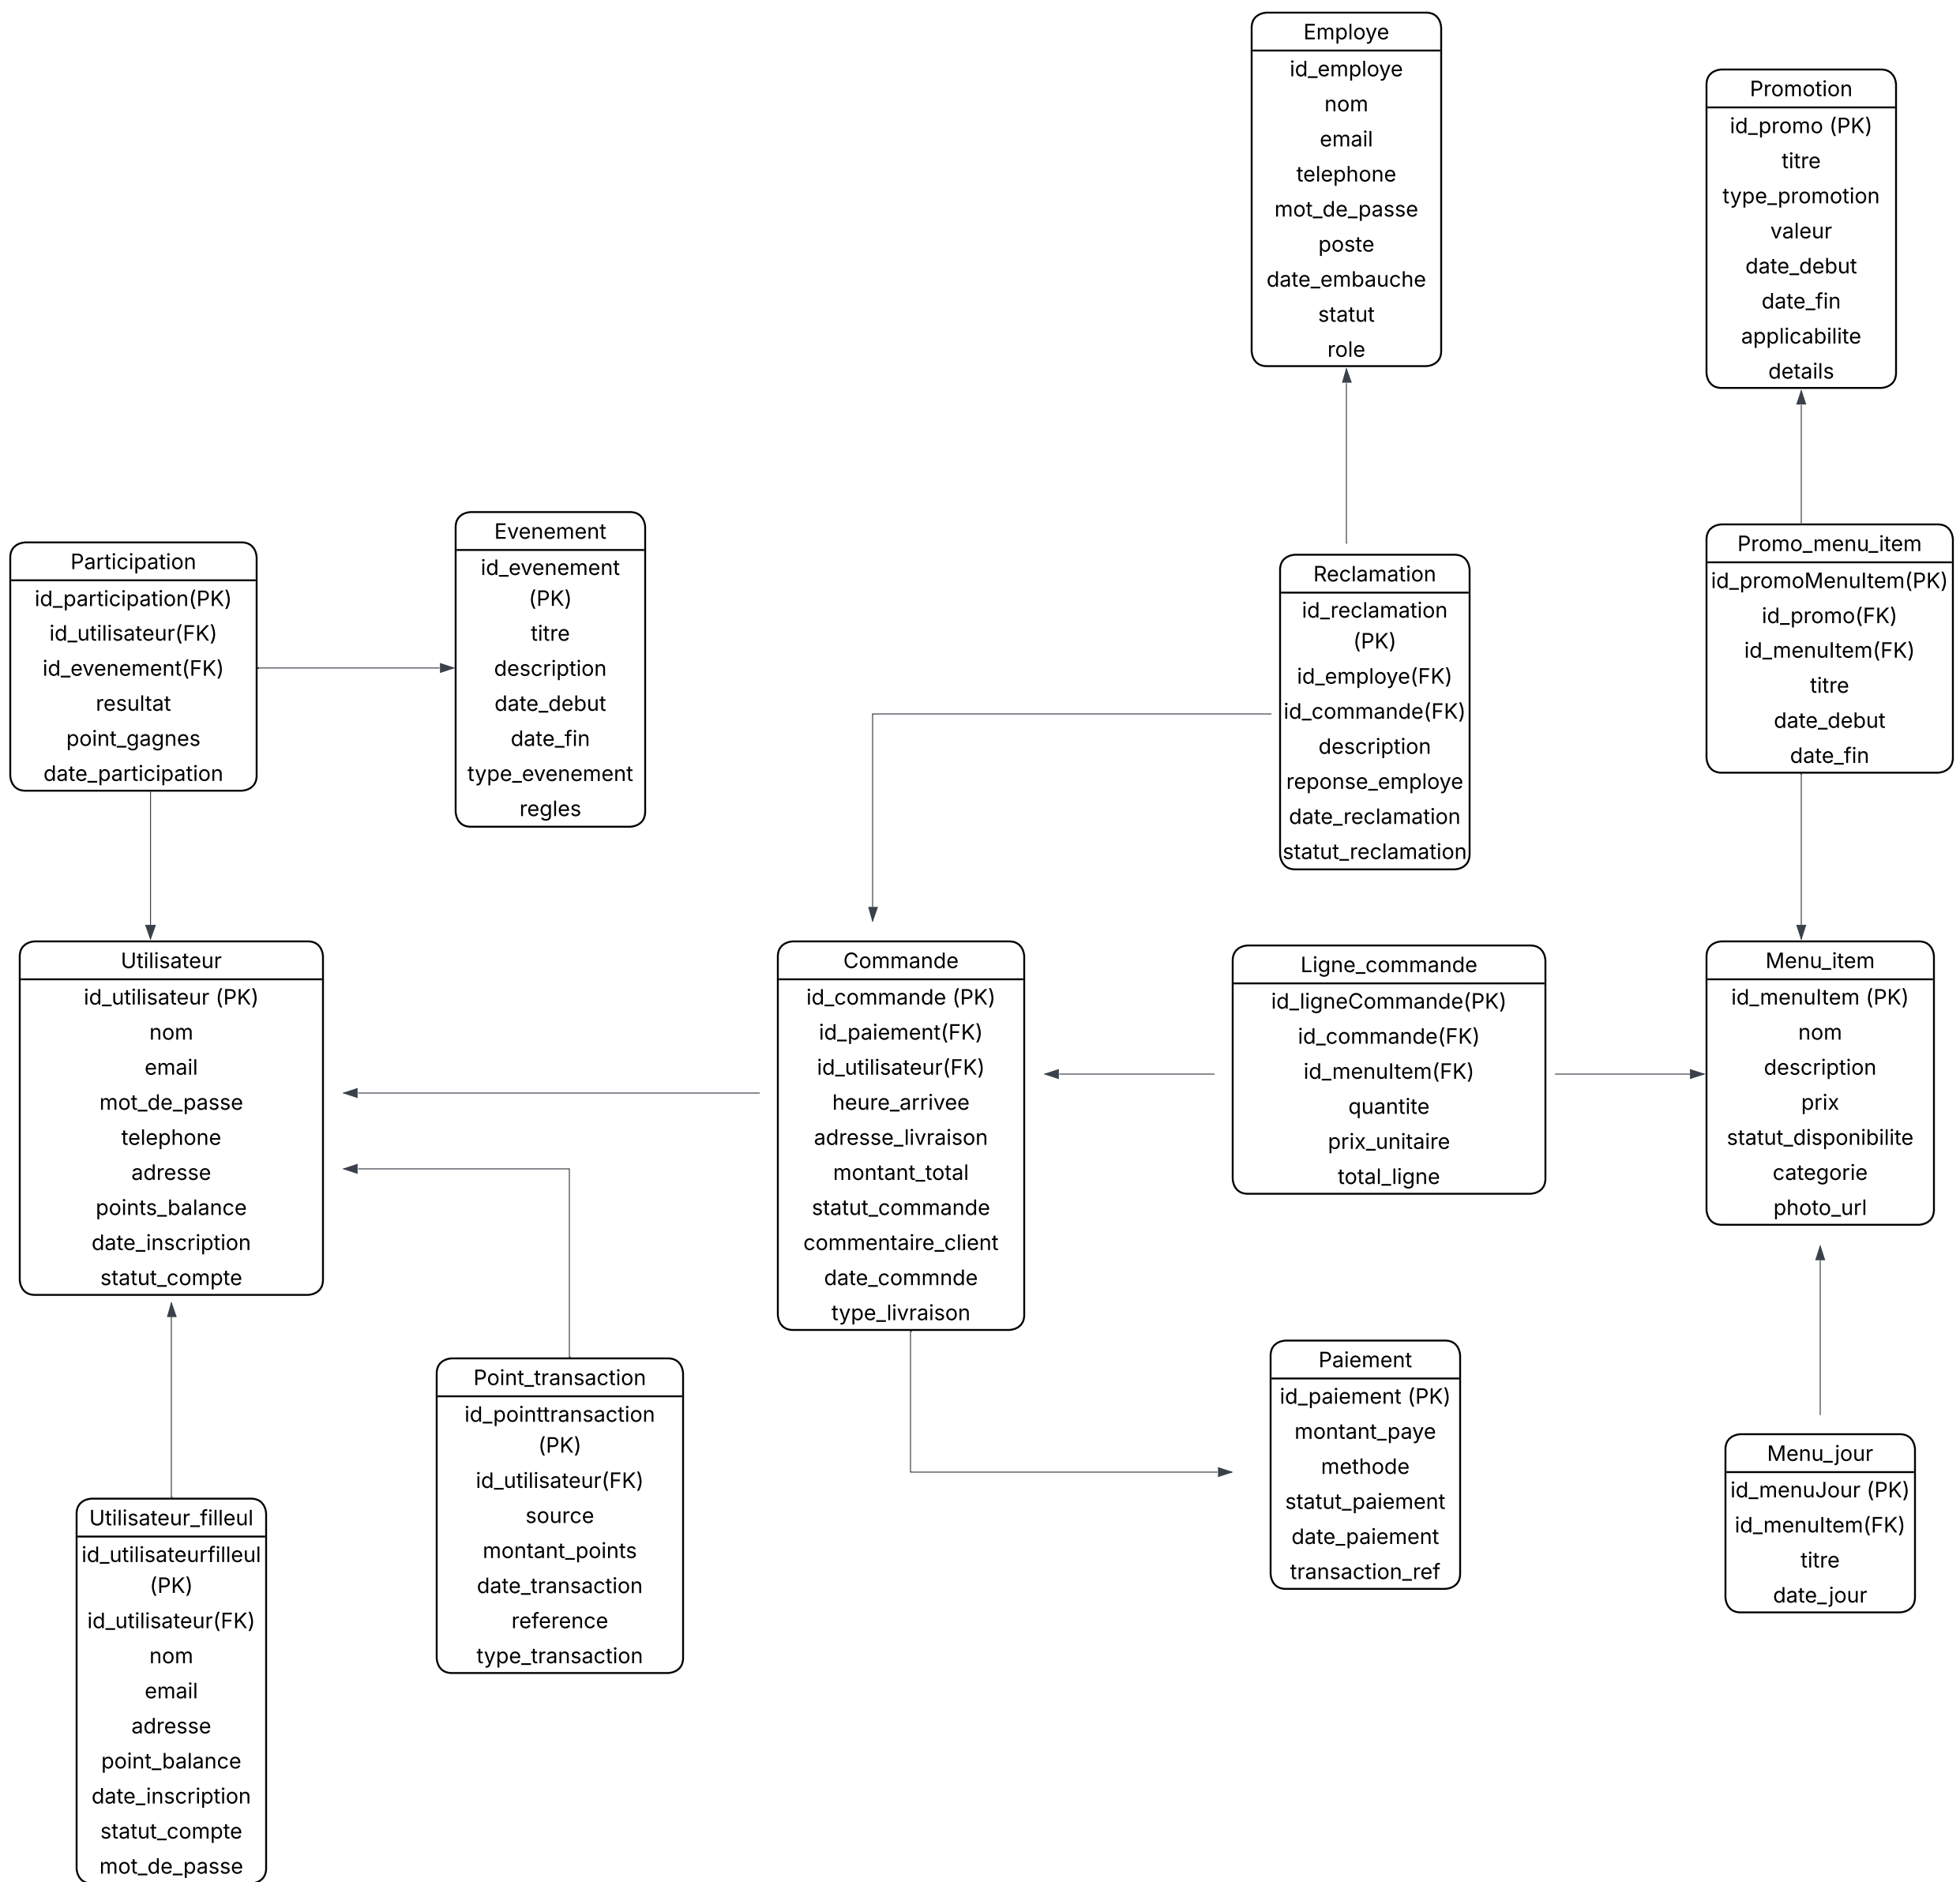 Employe
id_employe
nom
email
telephone
mot_de_passe
poste
date_embauche
statut
role
Promotion
id_promo (PK)
titre
type_promotion
valeur
date_debut
date_fin
applicabilite
details
Participation
id_participation(PK)
id_utilisateur(FK)
id_evenement(FK)
resultat
point_gagnes
date_participation
Evenement
id_evenement
(PK)
titre
description
date_debut
date_fin
type_evenement
regles
Reclamation
id_reclamation
(PK)
id_employe(FK)
id_commande(FK)
description
reponse_employe
date_reclamation
statut_reclamation
Promo_menu_item
id_promoMenuItem(PK)
id_promo(FK)
id_menuItem(FK)
titre
date_debut
date_fin
Utilisateur
id_utilisateur (PK)
nom
email
mot_de_passe
telephone
adresse
points_balance
date_inscription
statut_compte
Commande
id_commande (PK)
id_paiement(FK)
id_utilisateur(FK)
heure_arrivee
adresse_livraison
montant_total
statut_commande
commentaire_client
date_commnde
type_livraison
Ligne_commande
id_ligneCommande(PK)
id_commande(FK)
id_menuItem(FK)
quantite
prix_unitaire
total_ligne
Menu_item
id_menuItem (PK)
nom
description
prix
statut_disponibilite
categorie
photo_url
Point_transaction
id_pointtransaction
(PK)
id_utilisateur(FK)
source
montant_points
date_transaction
reference
type_transaction
Paiement
id_paiement (PK)
montant_paye
methode
statut_paiement
date_paiement
transaction_ref
Menu_jour
id_menuJour (PK)
id_menuItem(FK)
titre
date_jour
Utilisateur_filleul
id_utilisateurfilleul
(PK)
id_utilisateur(FK)
nom
email
adresse
point_balance
date_inscription
statut_compte
mot_de_passe